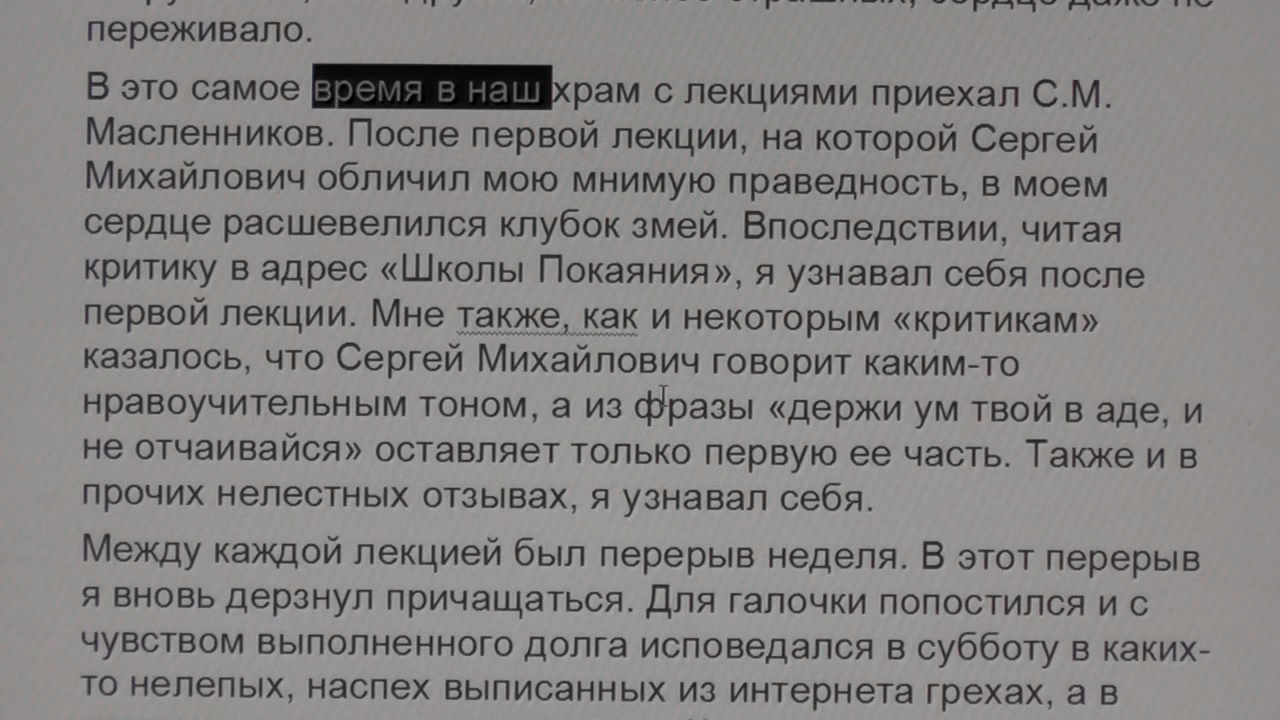 переживало.
В это самое время в наш храм с лекциями приехал С.М.
Масленников. После первой лекции, на которой Сергей
Михайлович обличил мою мнимую праведность, в моем
сердце расшевелился клубок змей. Впоследствии, читая
критику в адрес «Школы Покаяния», я узнавал себя после
первой лекции. Мне также, как и некоторым «критикам»
казалось, что Сергей Михайлович говорит каким-то
нравоучительным тоном, а из фразы «держи ум твой в аде, и
не отчаивайся» оставляет только первую ее часть. Также и в
прочих нелестных отзывах, я узнавал себя.
Между каждой лекцией был перерыв неделя. В этот перерыв
я вновь дерзнул причащаться. Для галочки попостился и с
чувством выполненного долга исповедался в субботу в каких-
то нелепых, наспех выписанных из интернета грехах, а в